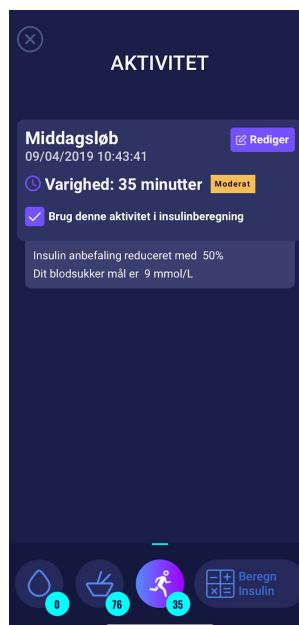 AKTIVITET
Middagsløb
Rediger
09/04/2019 10:43:41
Varighed: 35 minutter Moderat
Brug denne aktivitet i insulinberegning
Insulin anbefaling reduceret med 50%
Dit blodsukker mål er 9 mmol/L
Beregn
Insulin
0
76
35